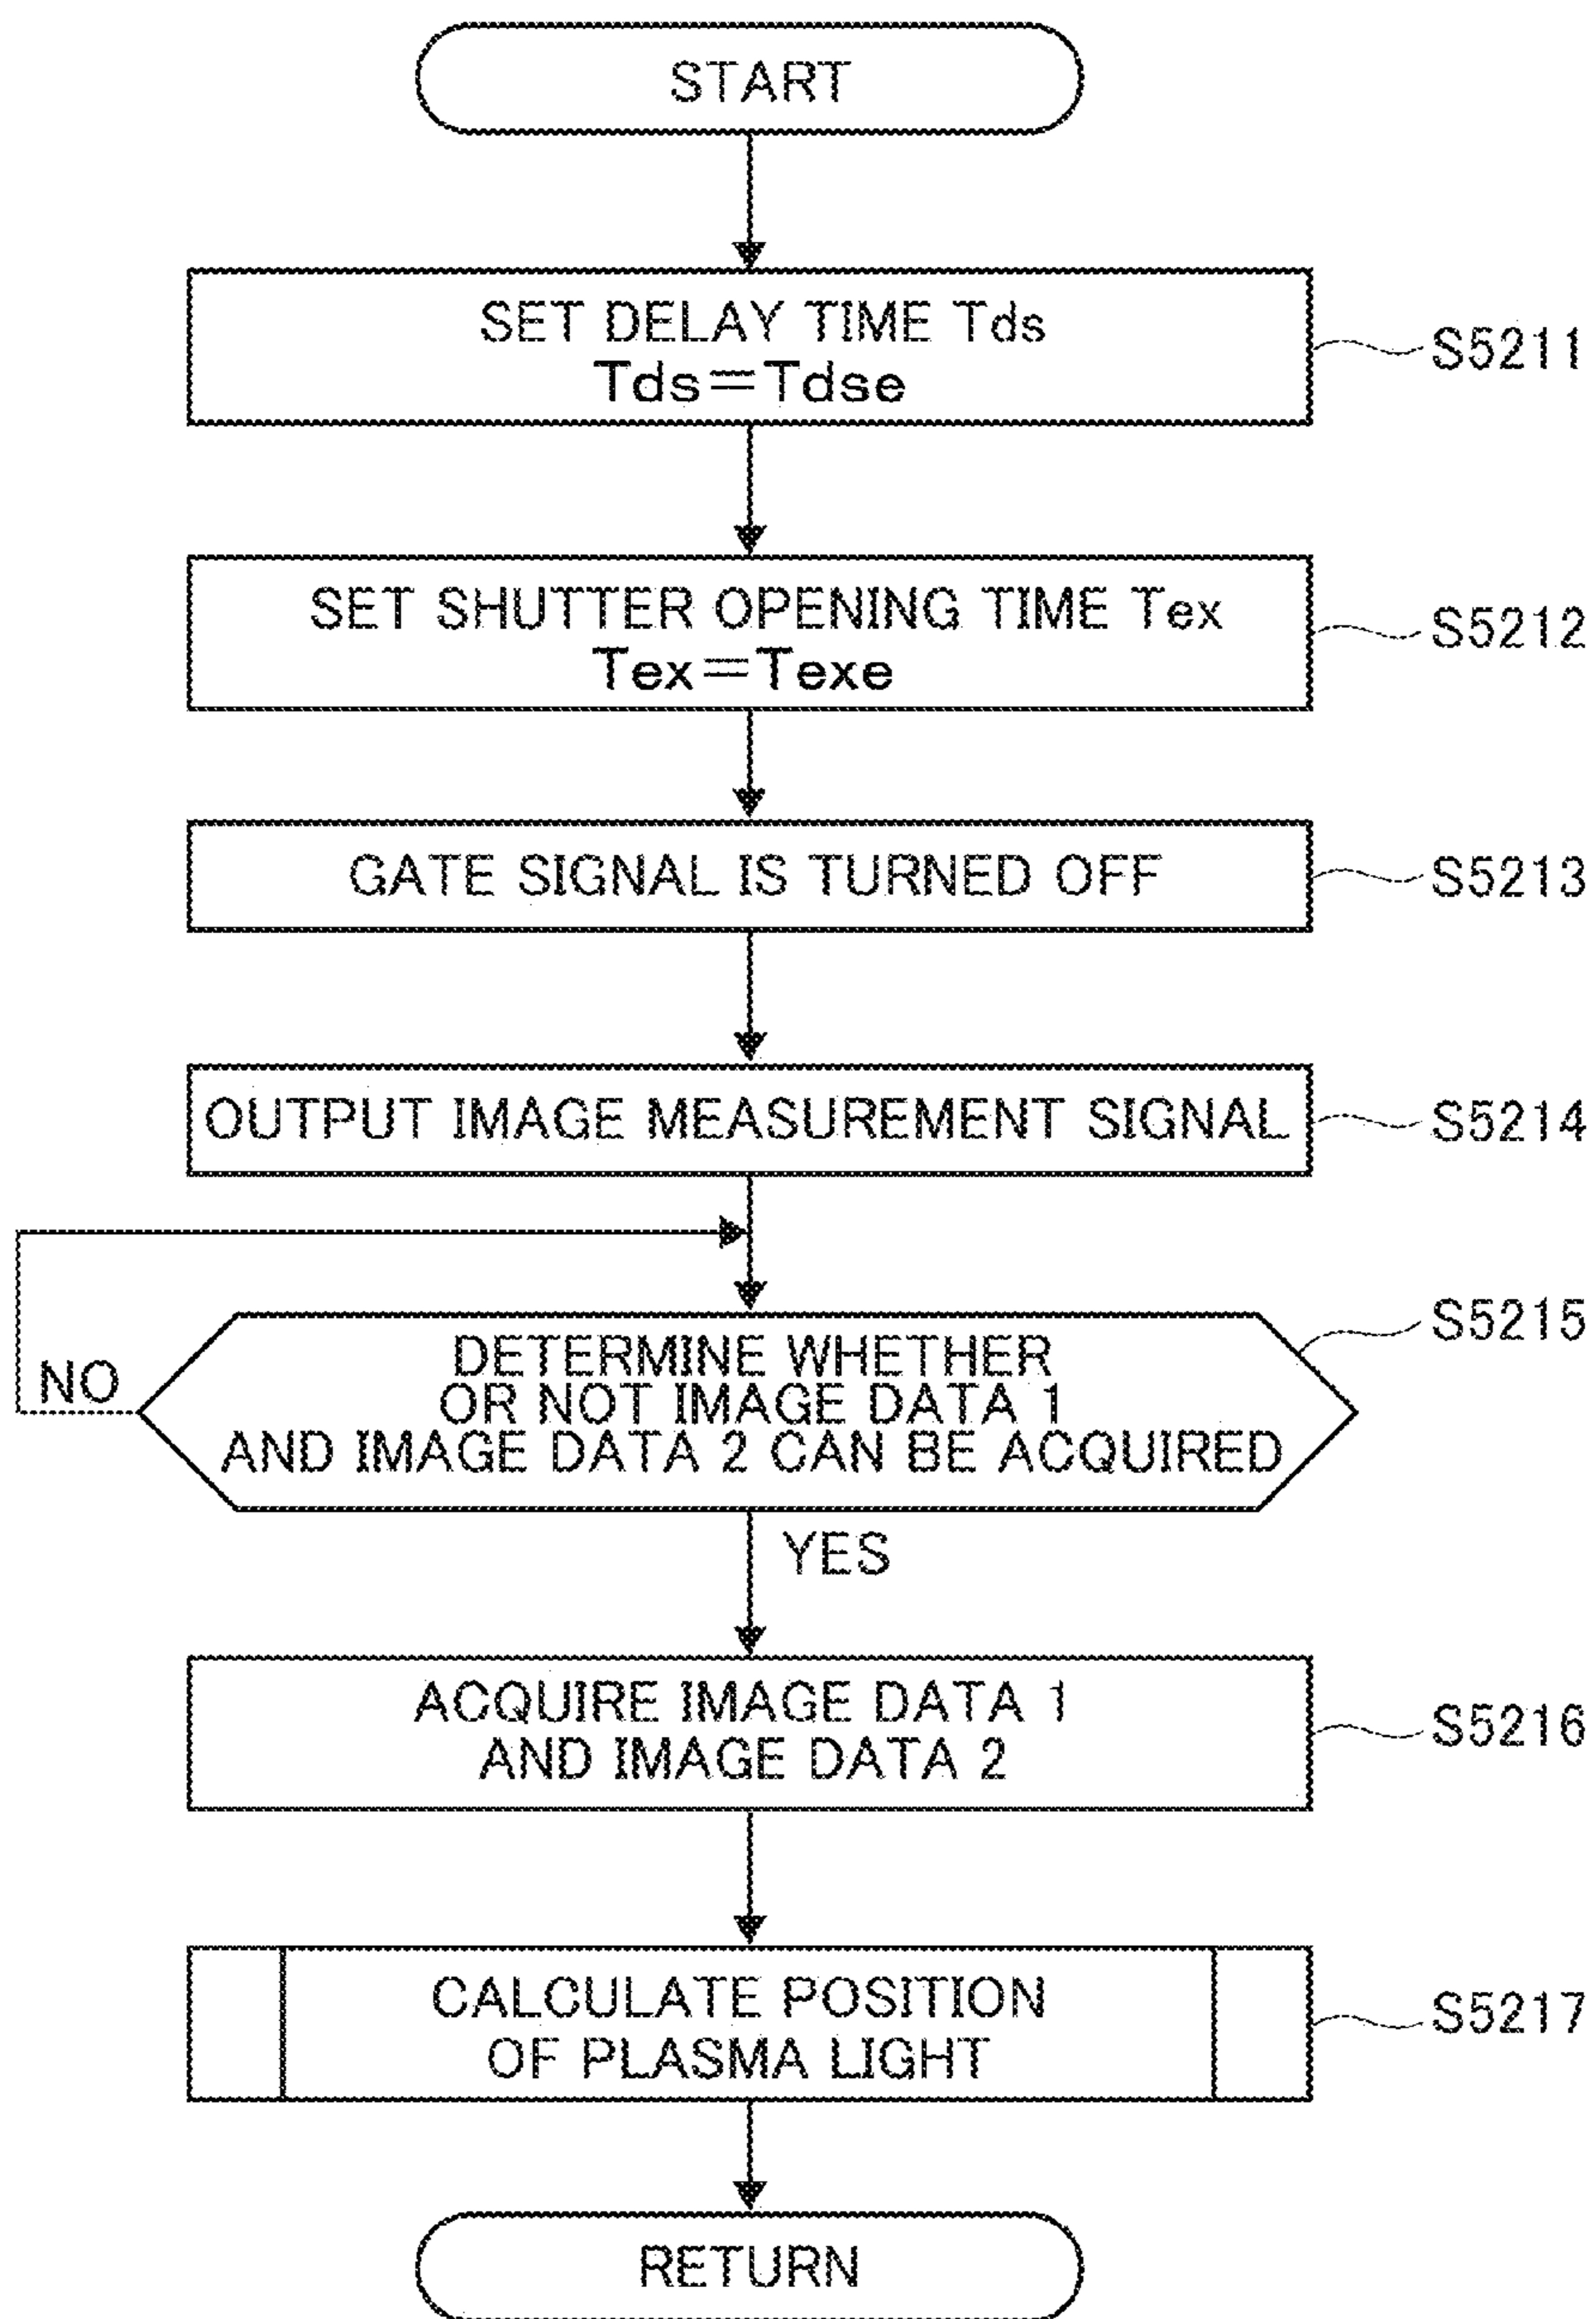 START
SET DELAY TIME Tds
Tds=Tdse
S5211
SET SHUTTER OPENING TIME Tex
Tex=Texe
S5212
GATE SIGNAL IS TURNED OFF
S5213
OUTPUT IMAGE MEASUREMENT SIGNAL
S5214
DETERMINE WHETHER
OR NOT IMAGE DATA 1
AND IMAGE DATA 2 CAN BE ACQUIRED
S5215
NO
YES
ACQUIRE IMAGE DATA 1
AND IMAGE DATA 2
S5216
CALCULATE POSITION
OF PLASMA LIGHT
S5217
RETURN